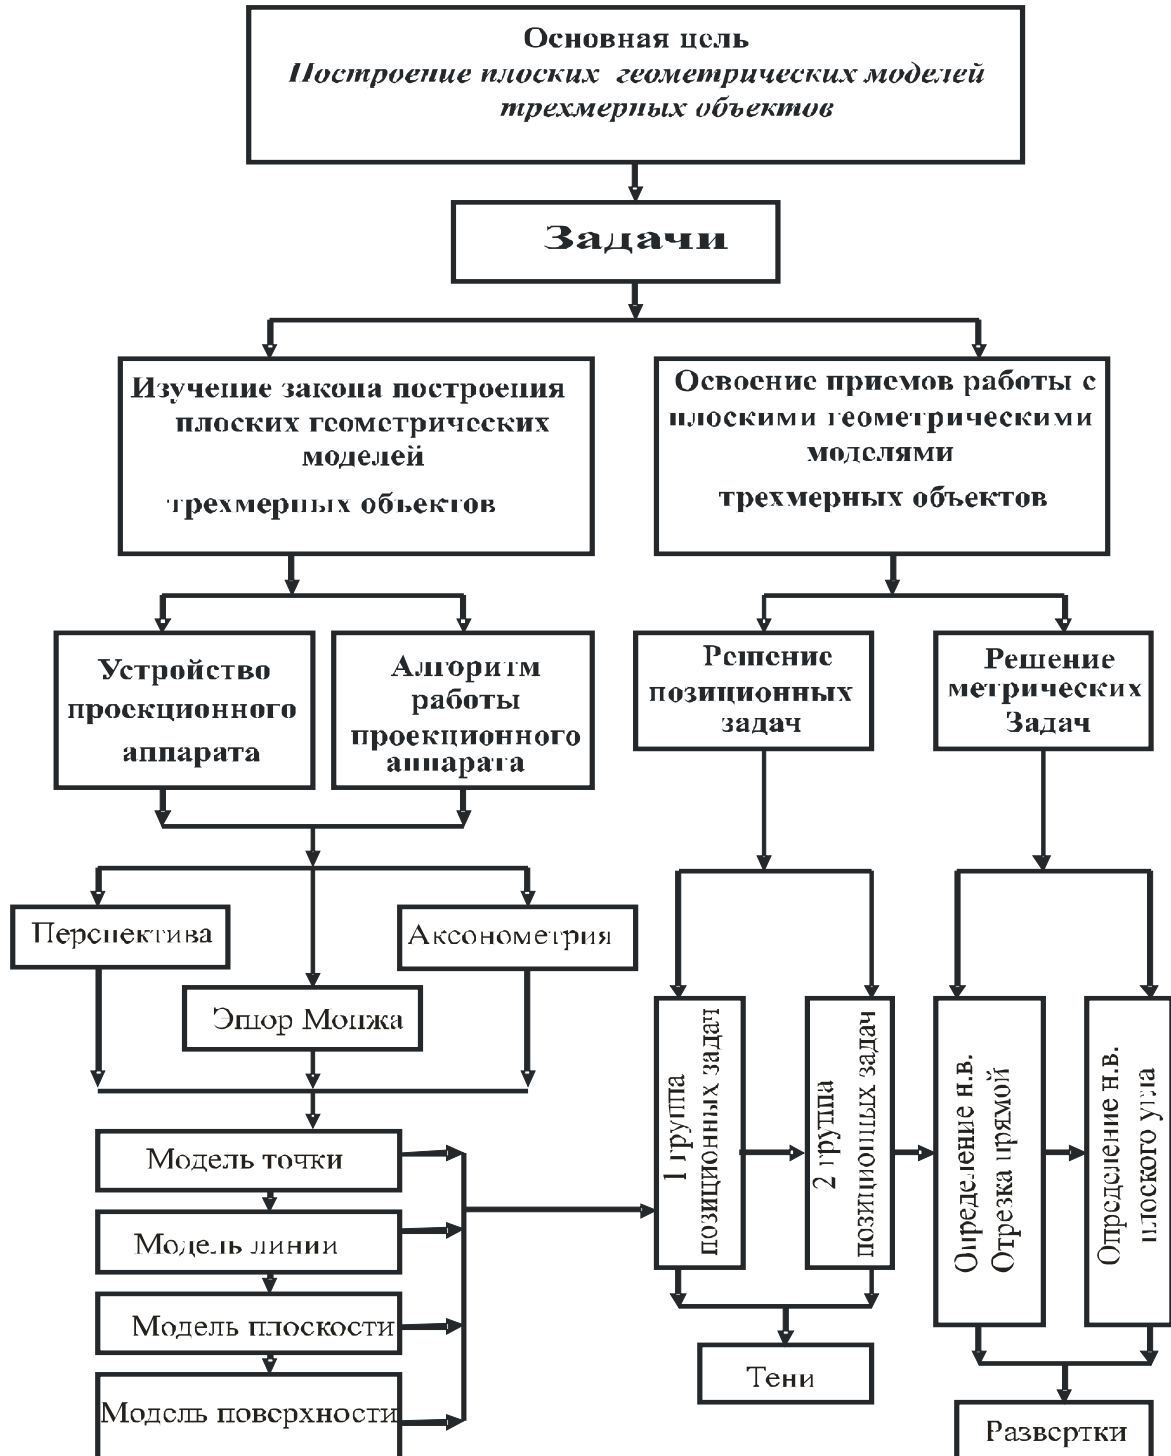 Основная цель
Построение плоских геометрических моделей
трехмерных объектов
Задачи
Изучение закона построения
плоских геометрических
моделей
трехмерных объектов
Освоение приемов работы с
плоскими геометрическими
моделями
трехмерных объектов
Устройство
проекционного
аппарата
Алгоритм
работы
проекционного
аппарата
Решение
позиционных
задач
Решение
метрических
Задач
Перспектива
Аксонометрия
Эпюр Монжа
1 группа
позиционных задач
2 группа
позиционных задач
Определение н.в.
Отрезка прямой
Определение н.в.
плоского угла
Модель точки
Модель линии
Модель плоскости
Модель поверхности
Тени
Развертки